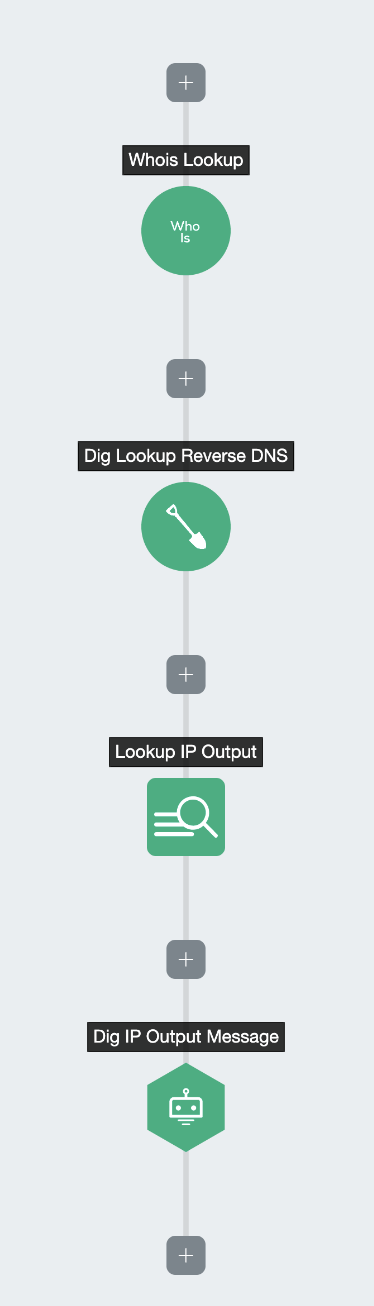 Whois Lookup
Who
Is
Dig Lookup Reverse DNS
Lookup IP Output
Dig IP Output Message